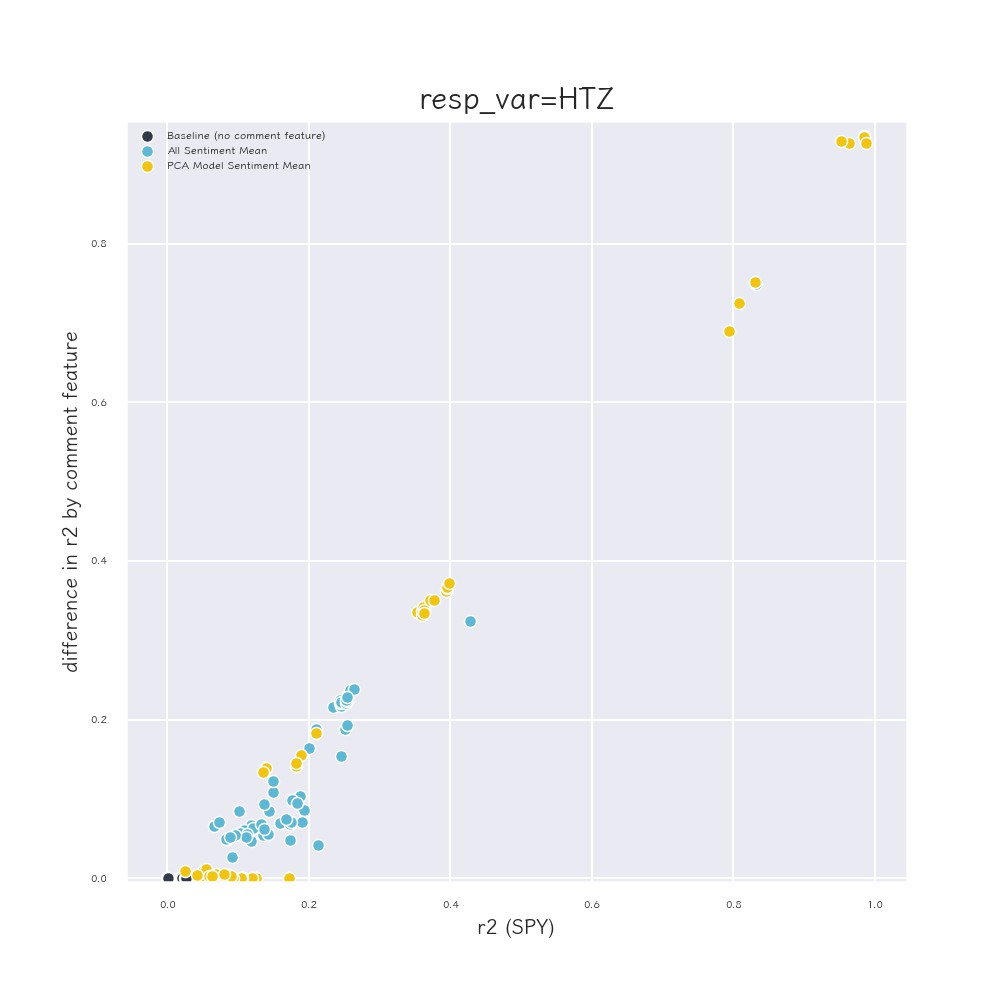 resp_var=HTZ
Baseline (no comment feature)
All Sentiment Mean
PCA Model Sentiment Mean
difference in r2 by comment feature
0.8
0.6
0.4
0.2
0.0
0.0 0.2 0.4 0.6 0.8 1.0
r2 (SPY)